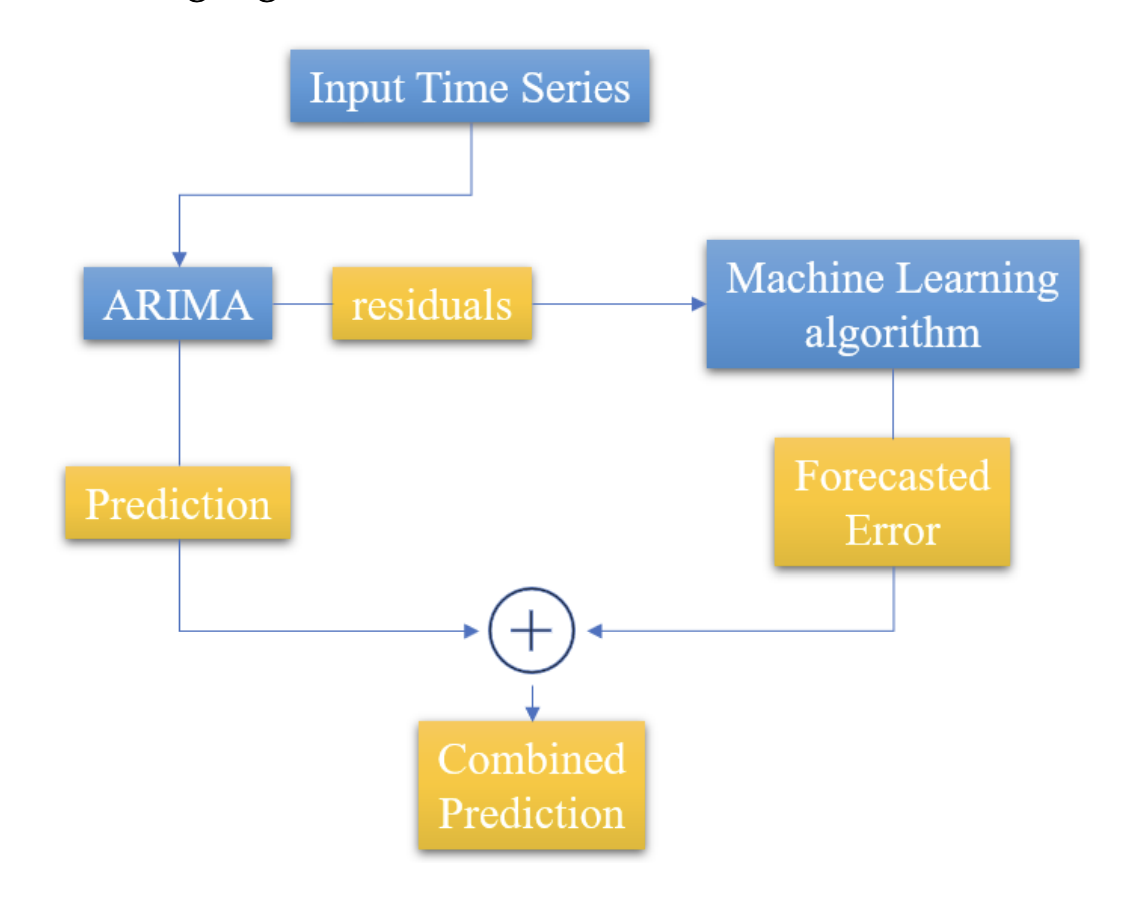 Input Time Series
ARIMA
residuals
Machine Learning
algorithm
Prediction
Forecasted
Error
Combined
Prediction